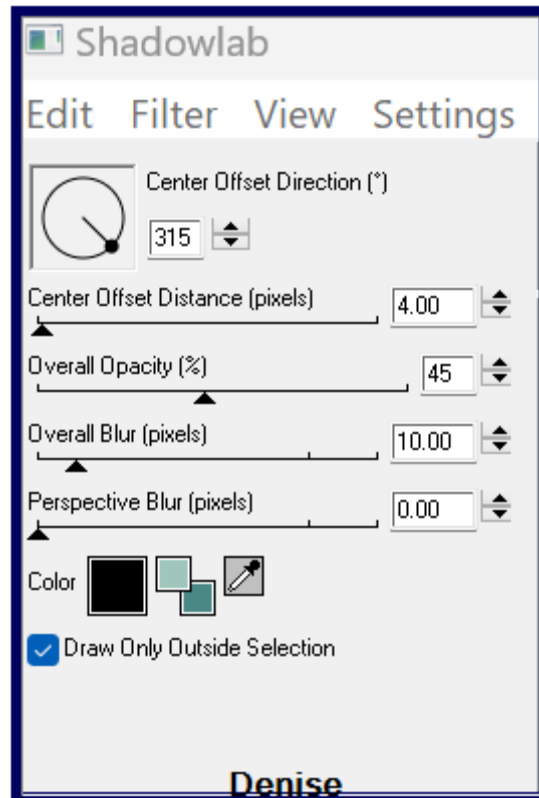 Shadowlab
Edit Filter View Settings
Center Offset Direction (°)
315
Center Offset Distance (pixels)
4.00
Overall Opacity (%)
45
Overall Blur (pixels)
10.00
Perspective Blur (pixels)
0.00
Color
Draw Only Outside Selection
Denise